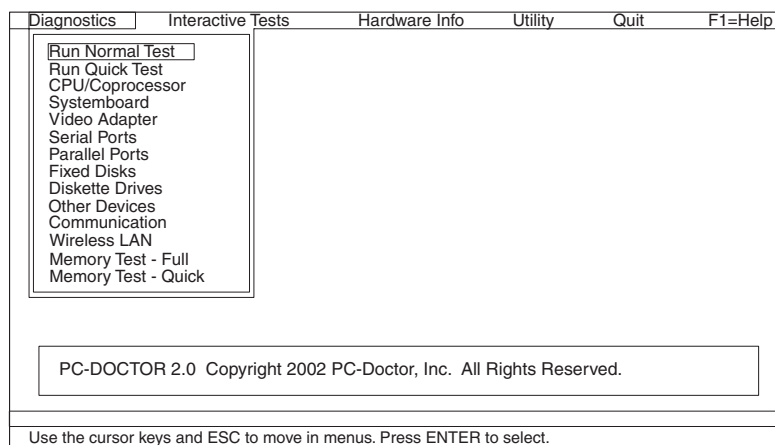 Diagnostics Interactive Tests Hardware Info Utility Quit F1=Help
Run Normal Test
Run Quick Test
CPU/Coprocessor
Systemboard
Video Adapter
Serial Ports
Parallel Ports
Fixed Disks
Diskette Drives
Other Devices
Communication
Wireless LAN
Memory Test - Full
Memory Test - Quick
PC-DOCTOR 2.0 Copyright 2002 PC-Doctor, Inc. All Rights Reserved.
Use the cursor keys and ESC to move in menus. Press ENTER to select.